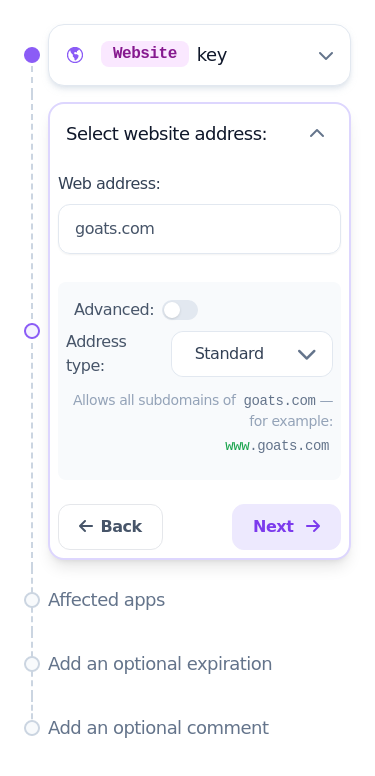 Website key
Select website address:
Web address:
goats.com
Advanced:
Address type:
Standard
Allows all subdomains of goats.com —
for example:
www.goats.com
Back
Next
Affected apps
Add an optional expiration
Add an optional comment